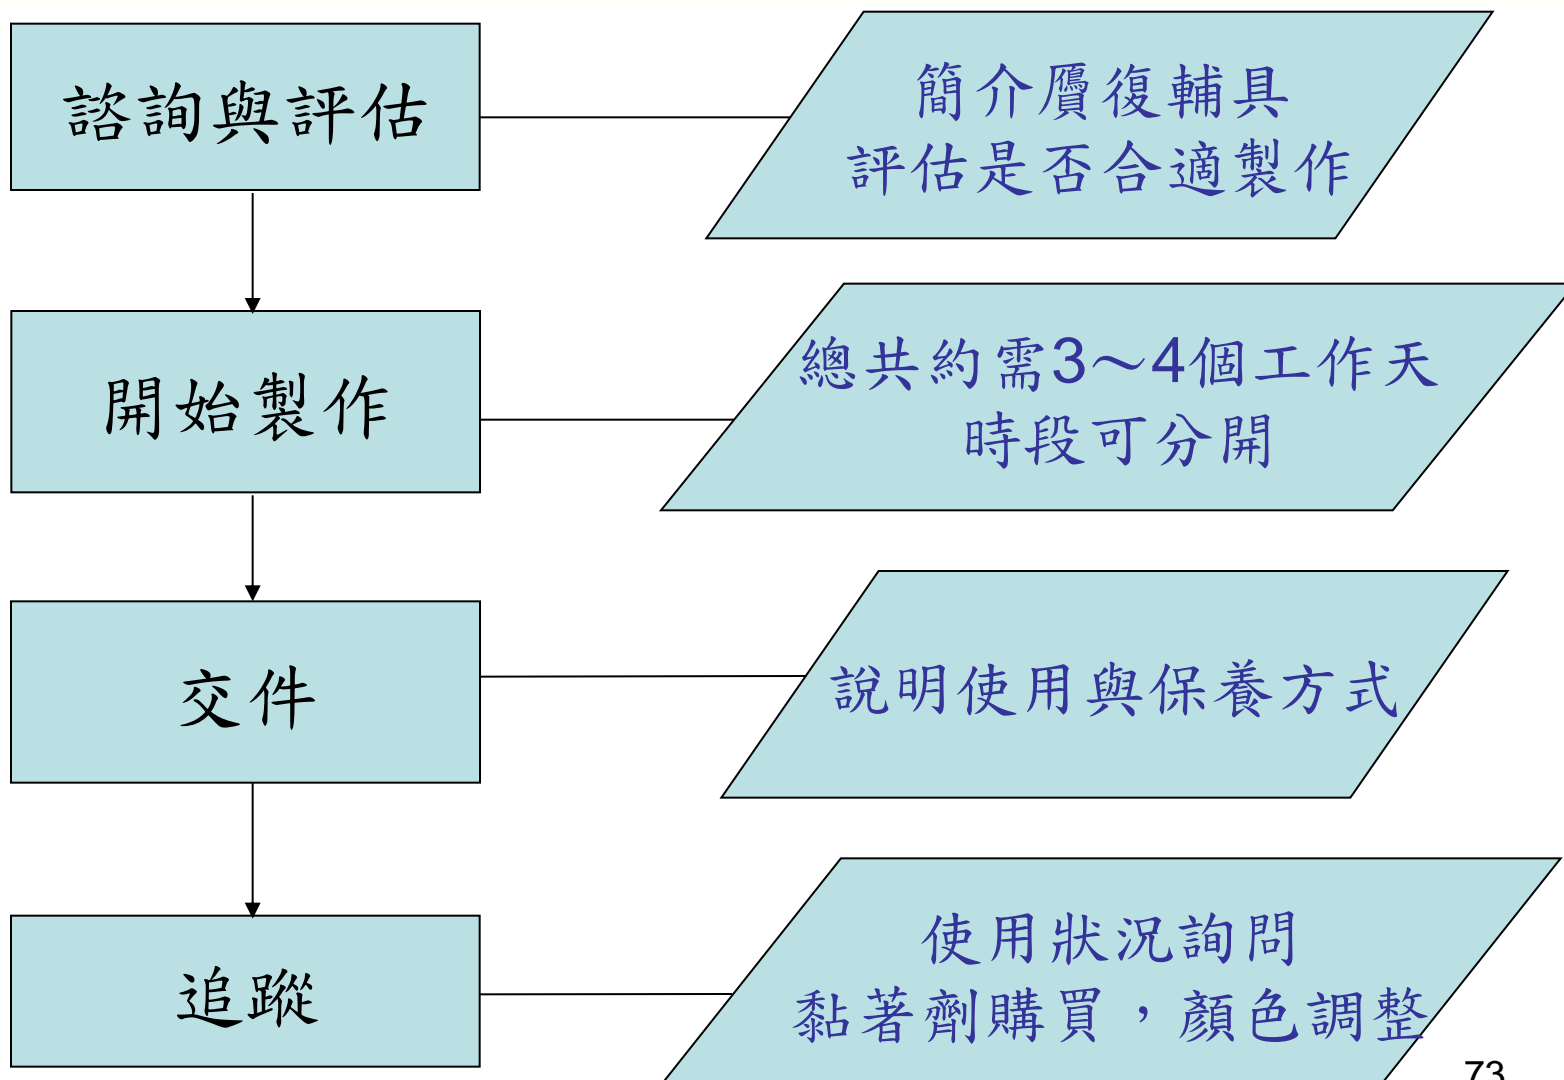 諮詢與評估
簡介贗復輔具
評估是否合適製作
開始製作
總共約需3～4個工作天
時段可分開
交件
說明使用與保養方式
追蹤
使用狀況詢問
黏著劑購買，顏色調整
73